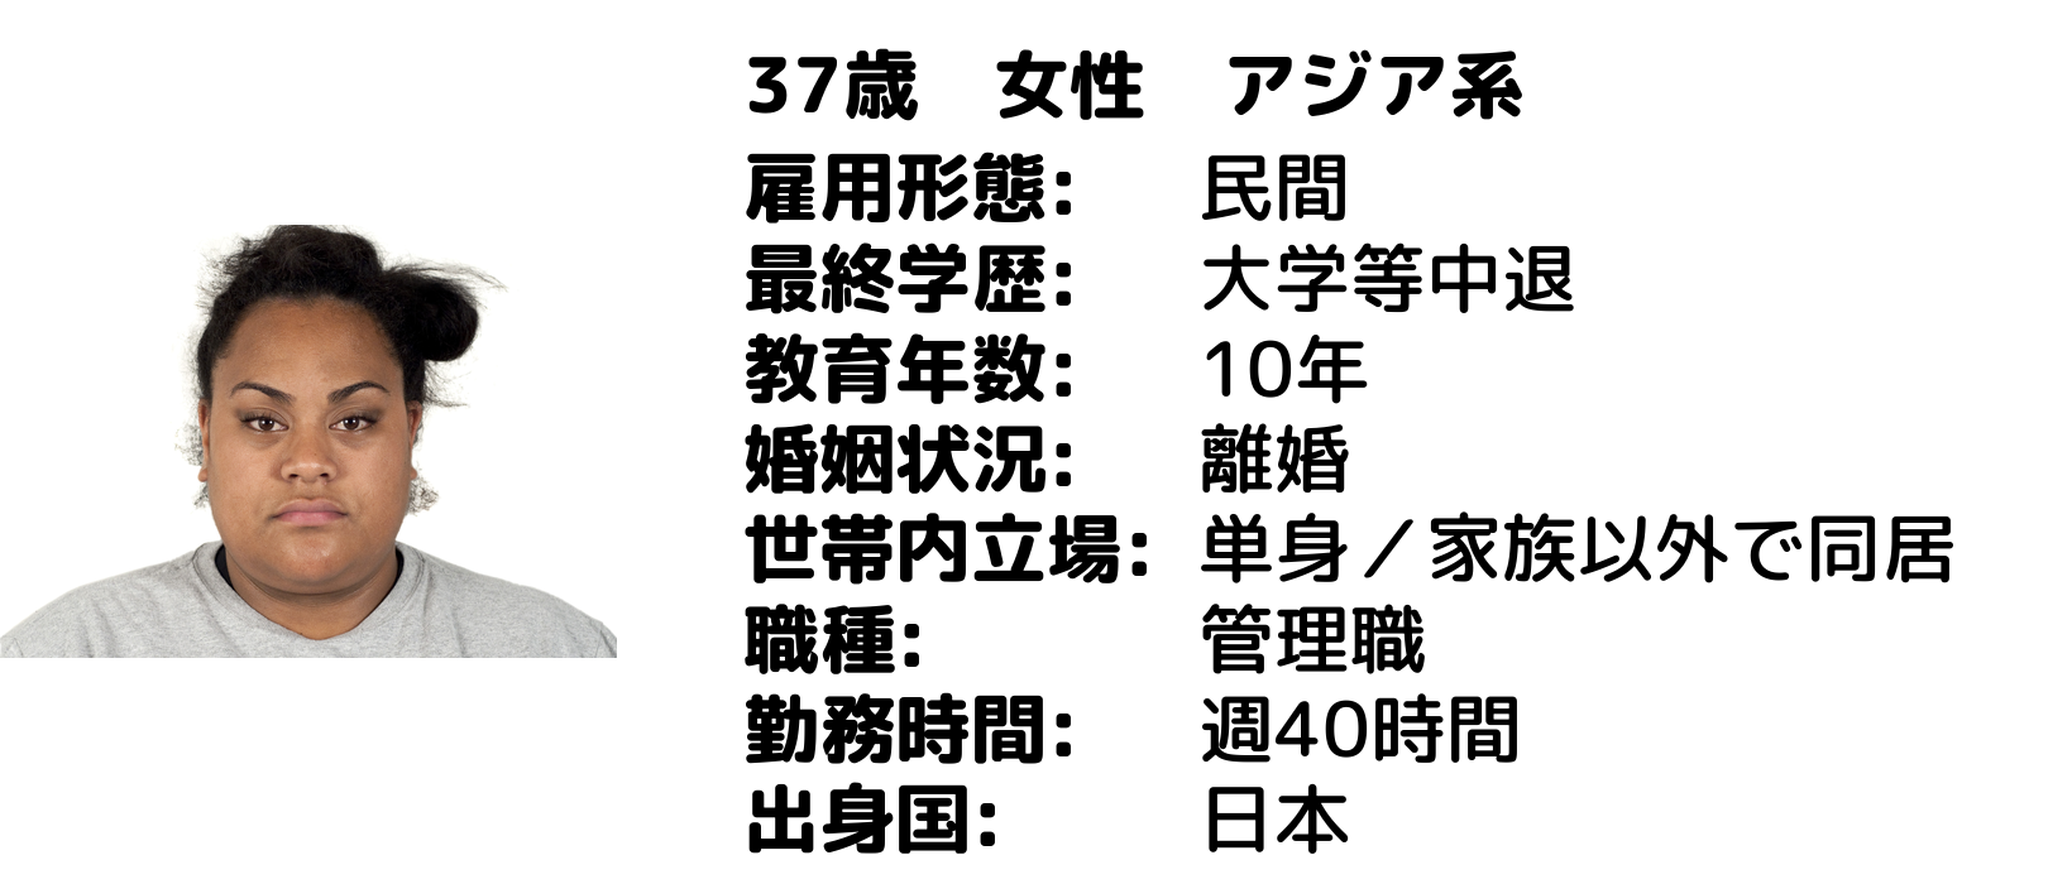 37歳　女性　アジア系
雇用形態: 民間
最終学歴: 大学等中退
教育年数: 10年
婚姻状況: 離婚
世帯内立場: 単身／家族以外で同居
職種: 管理職
勤務時間: 週40時間
出身国: 日本